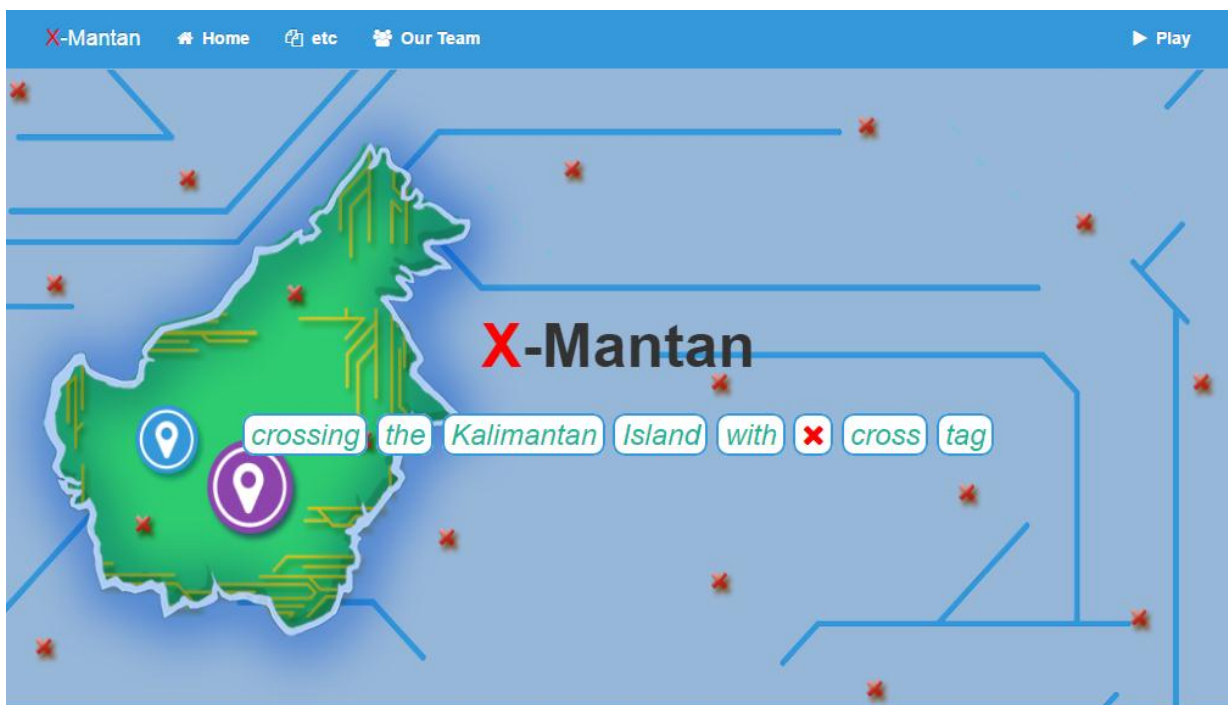 X-Mantan Home etc Our Team Play
X-Mantan
crossing the Kalimantan Island with ✖ cross tag